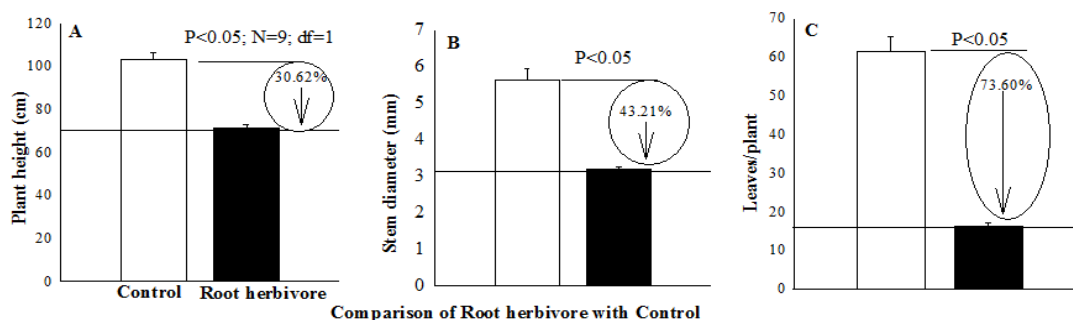 A
P<0.05; N=9; df=1
30.62%
Plant height (cm)
120
100
80
60
40
20
0
Control
Root herbivore
B
P<0.05
43.21%
Stem diameter (mm)
7
6
5
4
3
2
1
0
C
P<0.05
73.60%
Leaves/plant
70
60
50
40
30
20
10
0
Comparison of Root herbivore with Control